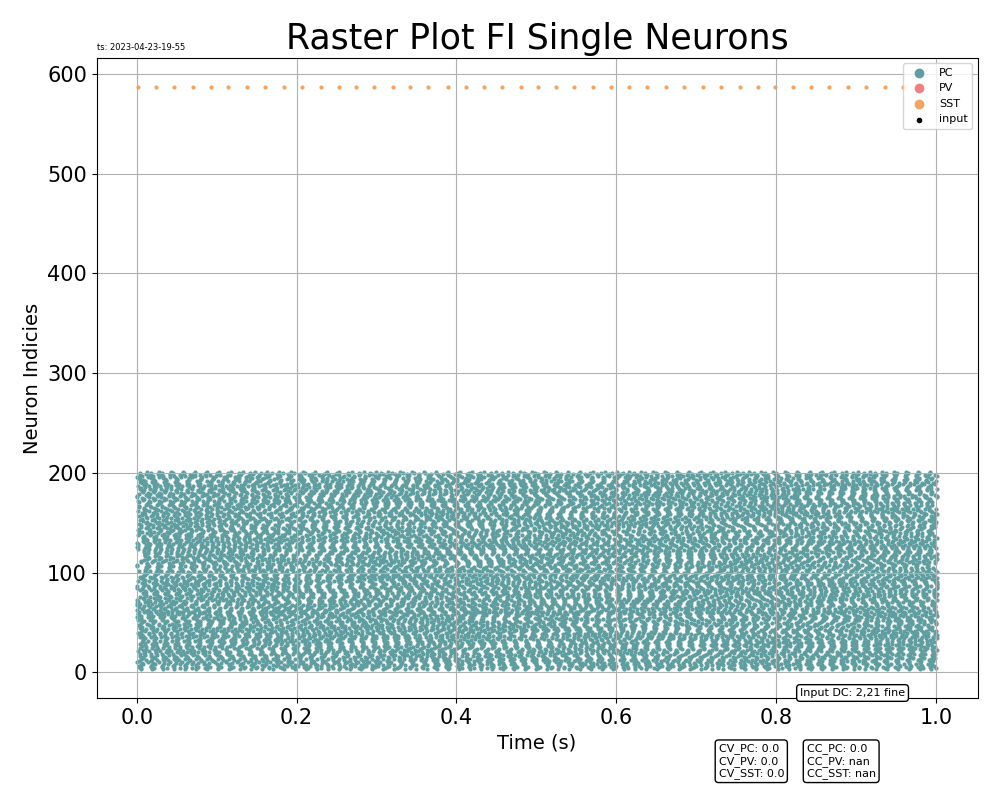 Raster Plot FI Single Neurons
ts: 2023-04-23-19-55
600
500
400
300
200
100
0
Neuron Indicies
PC
PV
SST
input
0.0
0.2
0.4
0.6
0.8
1.0
Time (s)
Input DC: 2,21 fine
CV_PC: 0.0
CV_PV: 0.0
CV_SST: 0.0
CC_PC: 0.0
CC_PV: nan
CC_SST: nan